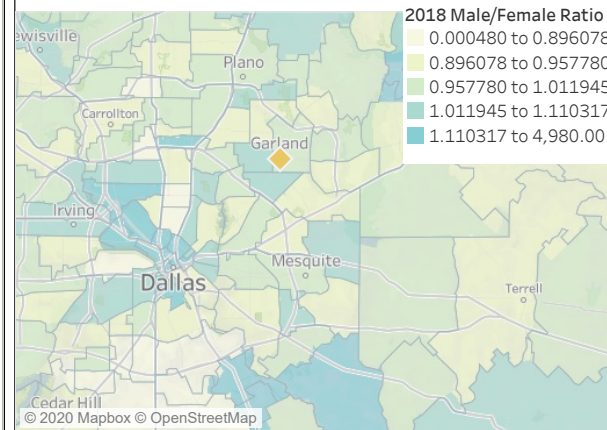 2018 Male/Female Ratio
0.000480 to 0.896078
0.896078 to 0.957780
0.957780 to 1.011945
1.011945 to 1.110317
1.110317 to 4,980.00
ewisville
Plano
Carrollton
Garland
Irving
Mesquite
Dallas
Terrell
Cedar Hill
© 2020 Mapbox © OpenStreetMap